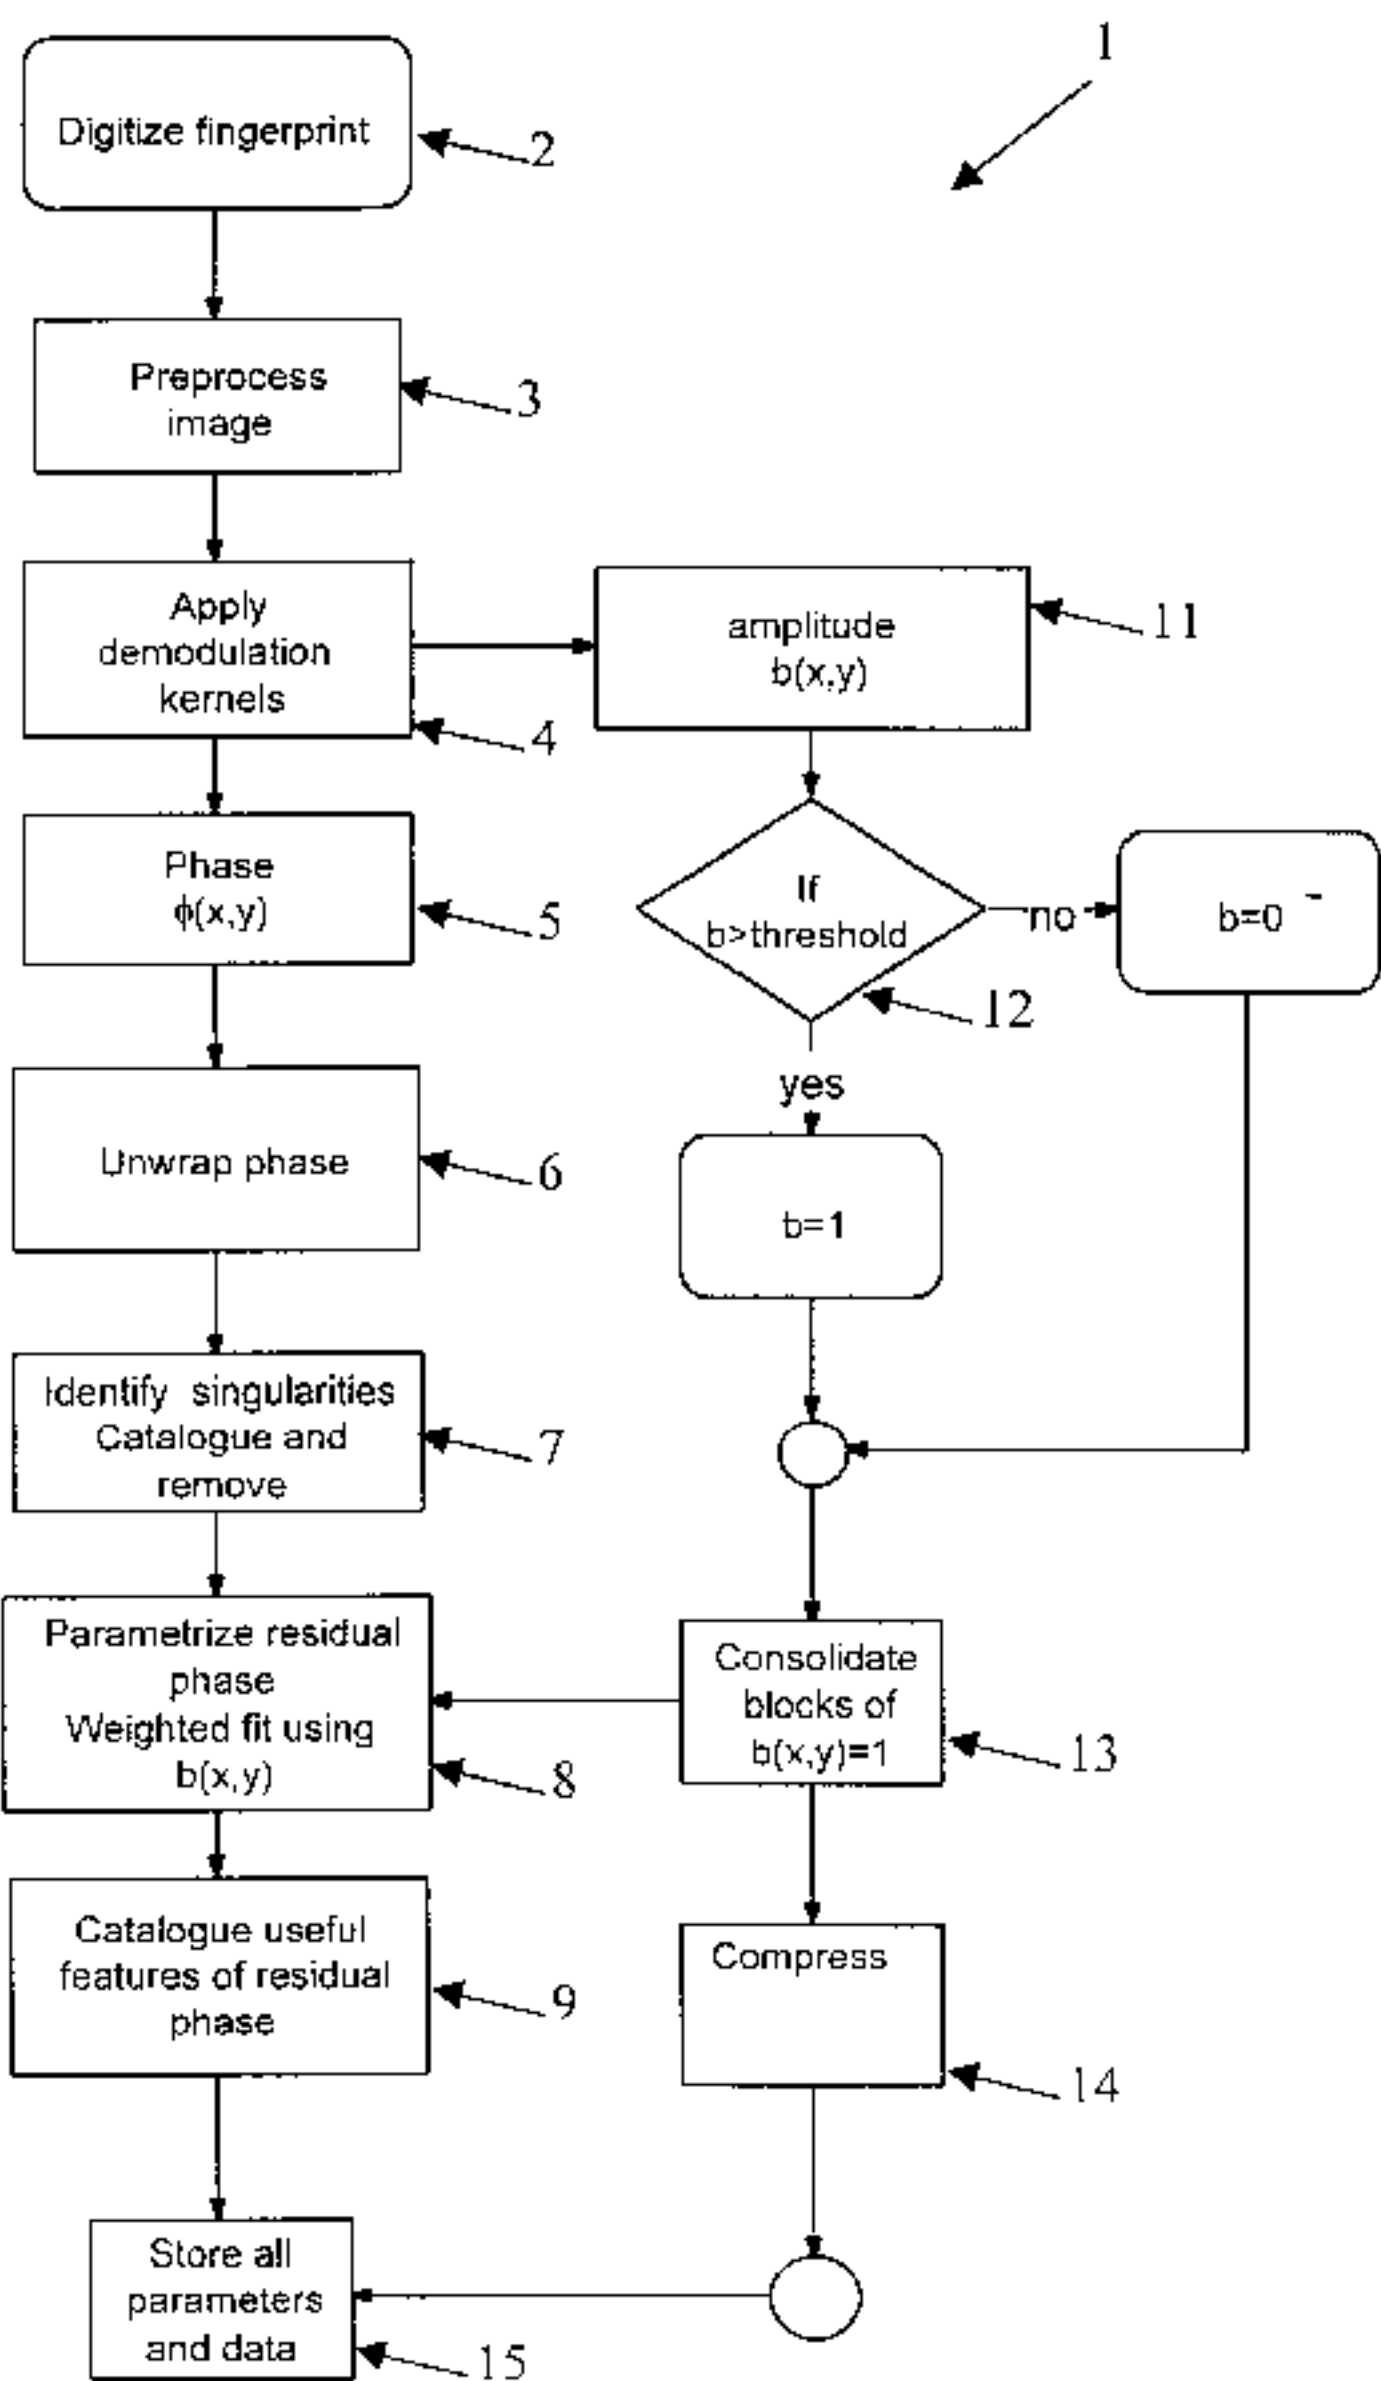 1
Digitize fingerprint
2
Preprocess
image
3
Apply
demodulation
kernels
4
amplitude
b(x,y)
11
Phase
ϕ(x,y)
5
If
b>threshold
no
b=0
12
yes
Unwrap phase
6
b=1
Identify singularities
Catalogue and
remove
7
Parametrize residual
phase
Weighted fit using
b(x,y)
8
Consolidate
blocks of
b(x,y)=1
13
Catalogue useful
features of residual
phase
9
Compress
14
Store all
parameters
and data
15